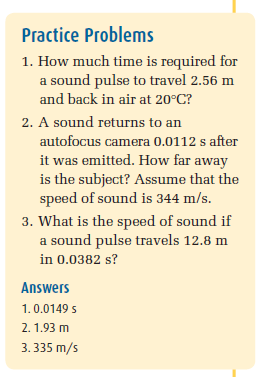 Practice Problems
1. How much time is required for
a sound pulse to travel 2.56 m
and back in air at 20°C?
2. A sound returns to an
autofocus camera 0.0112 s after
it was emitted. How far away
is the subject? Assume that the
speed of sound is 344 m/s.
3. What is the speed of sound if
a sound pulse travels 12.8 m
in 0.0382 s?
Answers
1. 0.0149 s
2. 1.93 m
3. 335 m/s